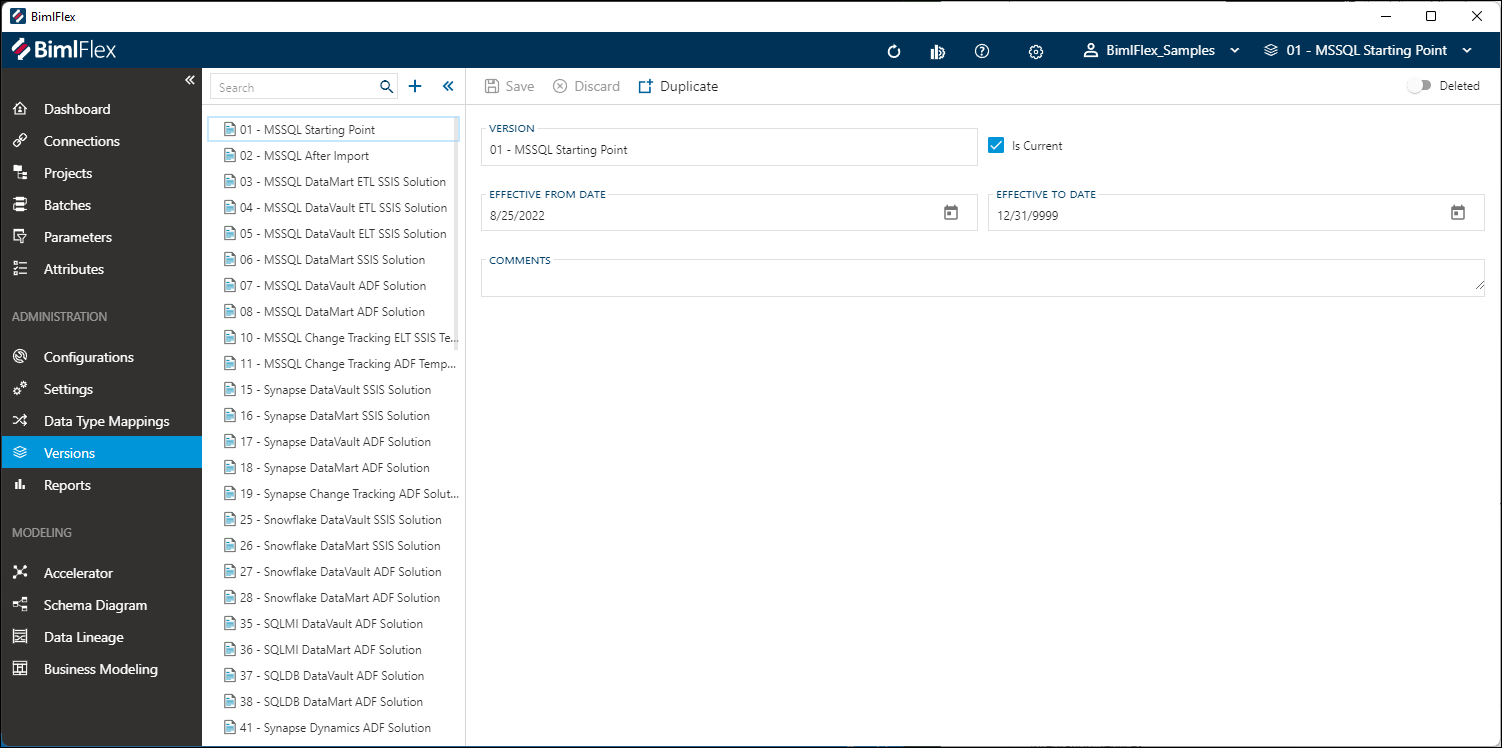 BimlFlex
BimlFlex
BimlFlex_Samples
01 - MSSQL Starting Point
Dashboard
Connections
Projects
Batches
Parameters
Attributes
ADMINISTRATION
Configurations
Settings
Data Type Mappings
Versions
Reports
MODELING
Accelerator
Schema Diagram
Data Lineage
Business Modeling
Search
01 - MSSQL Starting Point
02 - MSSQL After Import
03 - MSSQL DataMart ETL SSIS Solution
04 - MSSQL DataVault ETL SSIS Solution
05 - MSSQL DataVault ELT SSIS Solution
06 - MSSQL DataMart SSIS Solution
07 - MSSQL DataVault ADF Solution
08 - MSSQL DataMart ADF Solution
10 - MSSQL Change Tracking ELT SSIS Te...
11 - MSSQL Change Tracking ADF Temp...
15 - Synapse DataVault SSIS Solution
16 - Synapse DataMart SSIS Solution
17 - Synapse DataVault ADF Solution
18 - Synapse DataMart ADF Solution
19 - Synapse Change Tracking ADF Solut...
25 - Snowflake DataVault SSIS Solution
26 - Snowflake DataMart SSIS Solution
27 - Snowflake DataVault ADF Solution
28 - Snowflake DataMart ADF Solution
35 - SQLMI DataVault ADF Solution
36 - SQLMI DataMart ADF Solution
37 - SQLDB DataVault ADF Solution
38 - SQLDB DataMart ADF Solution
41 - Synapse Dynamics ADF Solution
Save
Discard
Duplicate
Deleted
VERSION
01 - MSSQL Starting Point
Is Current
EFFECTIVE FROM DATE
8/25/2022
EFFECTIVE TO DATE
12/31/9999
COMMENTS